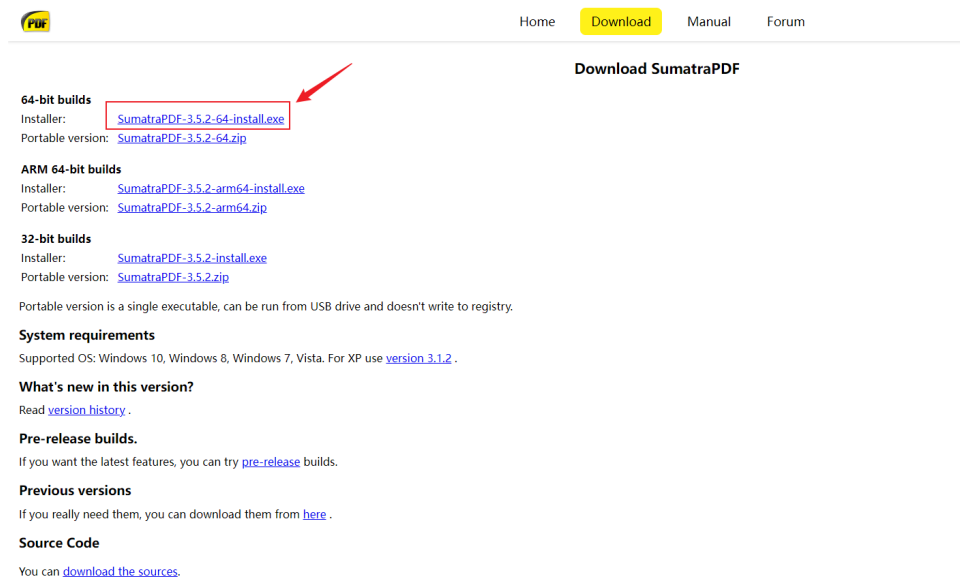 PDF
Home Download Manual Forum
Download SumatraPDF
64-bit builds
Installer: SumatraPDF-3.5.2-64-install.exe
Portable version: SumatraPDF-3.5.2-64.zip
ARM 64-bit builds
Installer: SumatraPDF-3.5.2-arm64-install.exe
Portable version: SumatraPDF-3.5.2-arm64.zip
32-bit builds
Installer: SumatraPDF-3.5.2-install.exe
Portable version: SumatraPDF-3.5.2.zip
Portable version is a single executable, can be run from USB drive and doesn't write to registry.
System requirements
Supported OS: Windows 10, Windows 8, Windows 7, Vista. For XP use version 3.1.2 .
What's new in this version?
Read version history .
Pre-release builds.
If you want the latest features, you can try pre-release builds.
Previous versions
If you really need them, you can download them from here .
Source Code
You can download the sources.